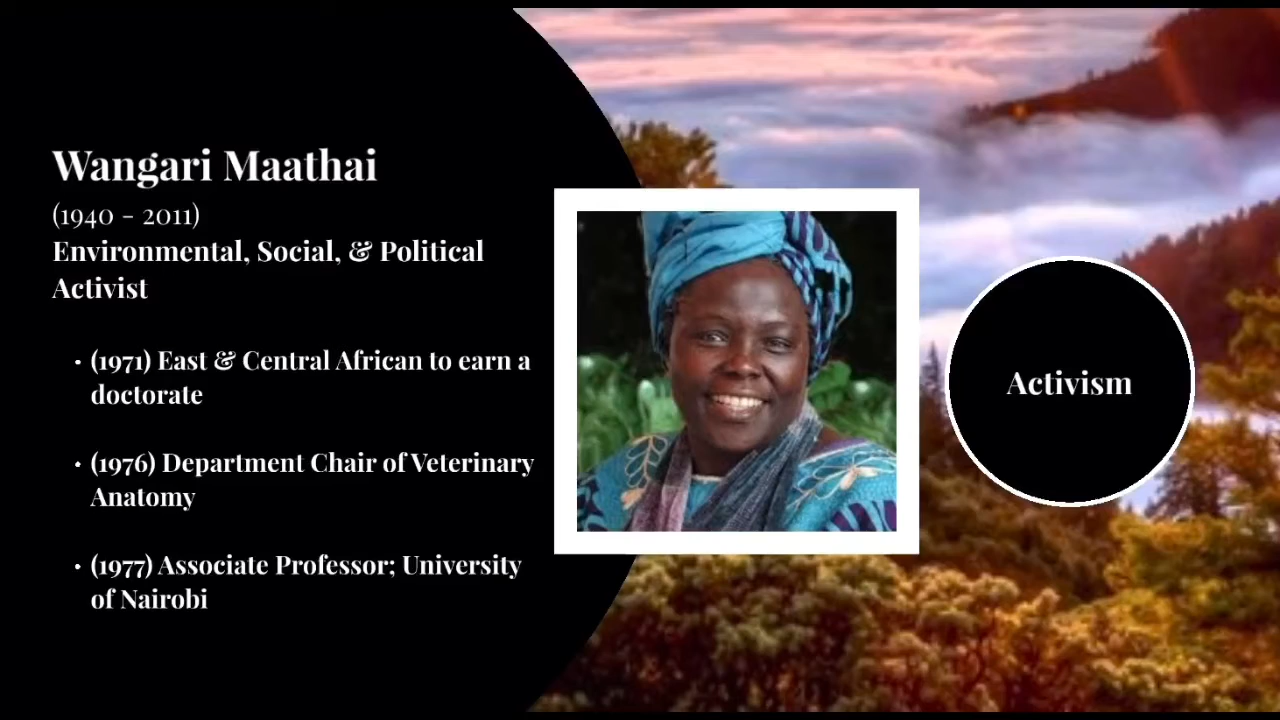 Wangari Maathai
(1940 - 2011)
Environmental, Social, & Political
Activist
· (1971) East & Central African to earn a
doctorate
· (1976) Department Chair of Veterinary
Anatomy
· (1977) Associate Professor; University
of Nairobi
Activism